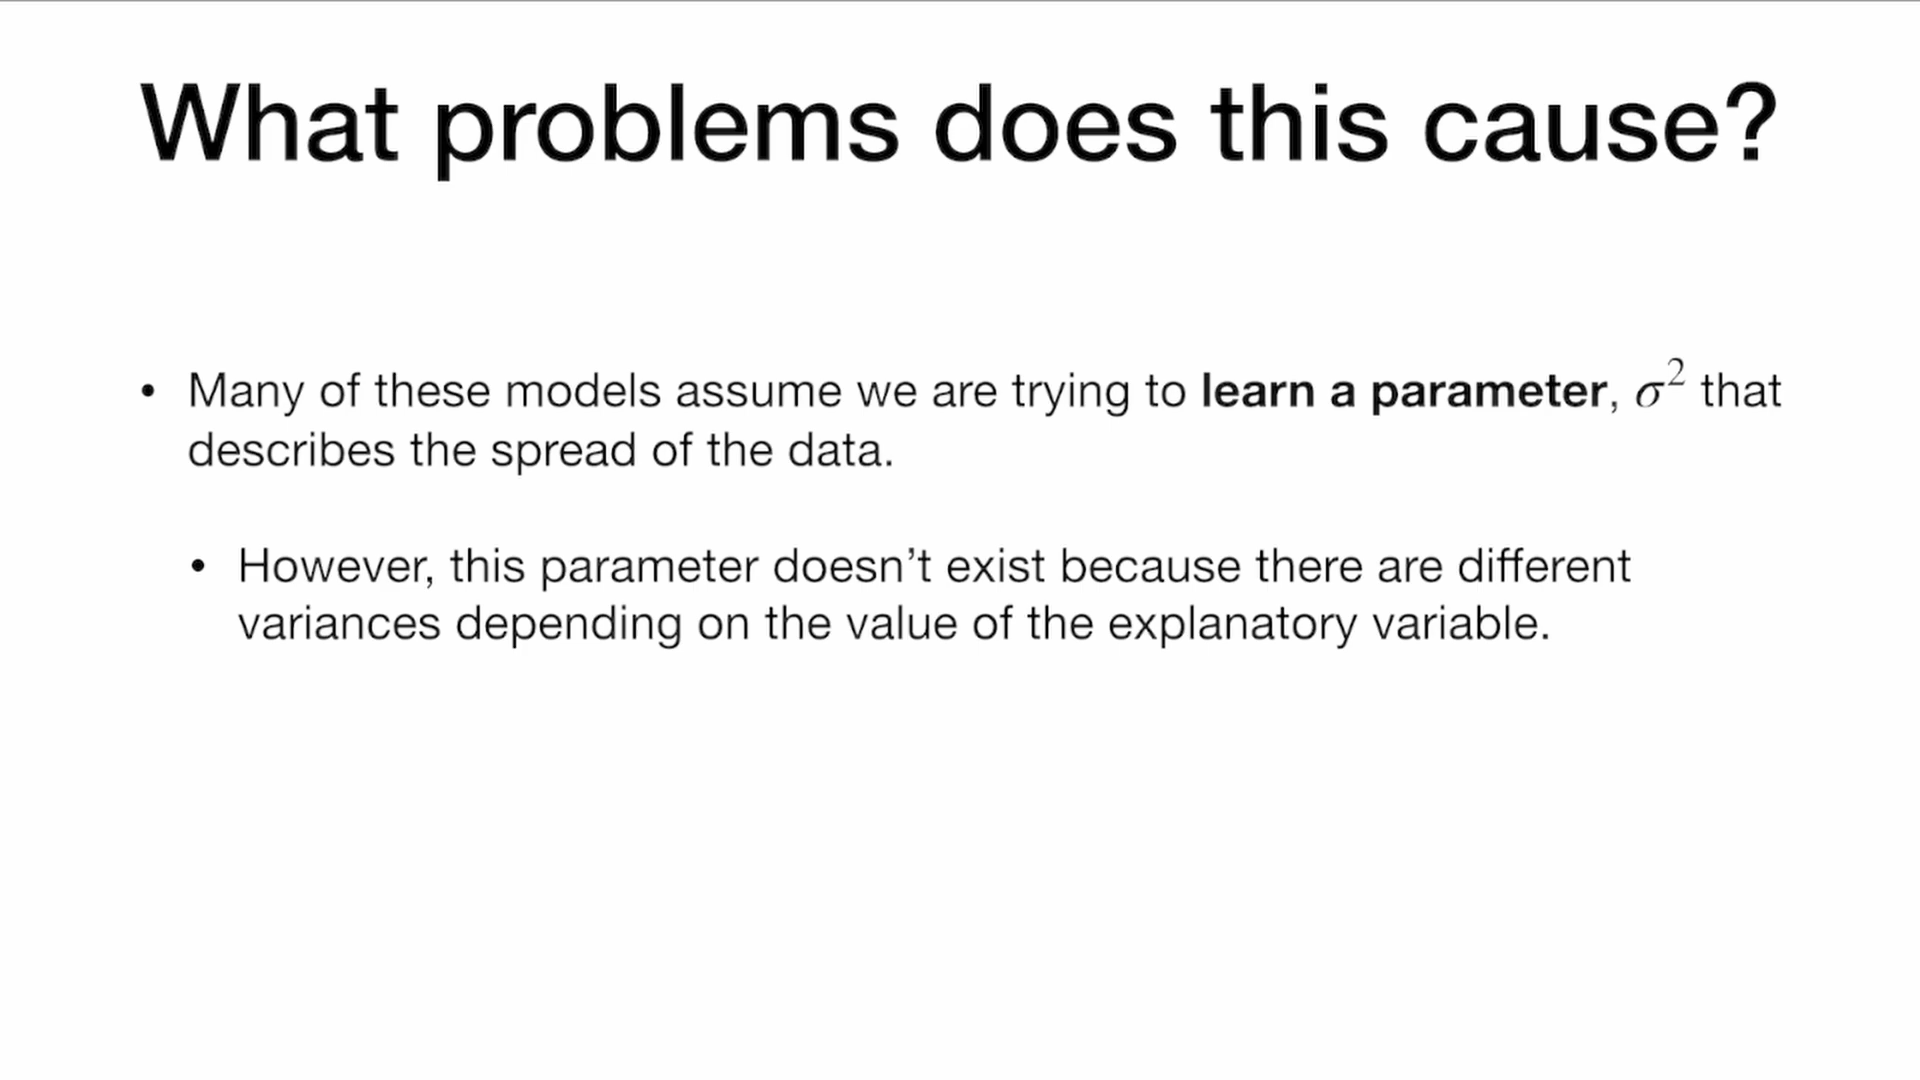 What problems does this cause?
• Many of these models assume we are trying to learn a parameter, σ² that
describes the spread of the data.
• However, this parameter doesn’t exist because there are different
variances depending on the value of the explanatory variable.